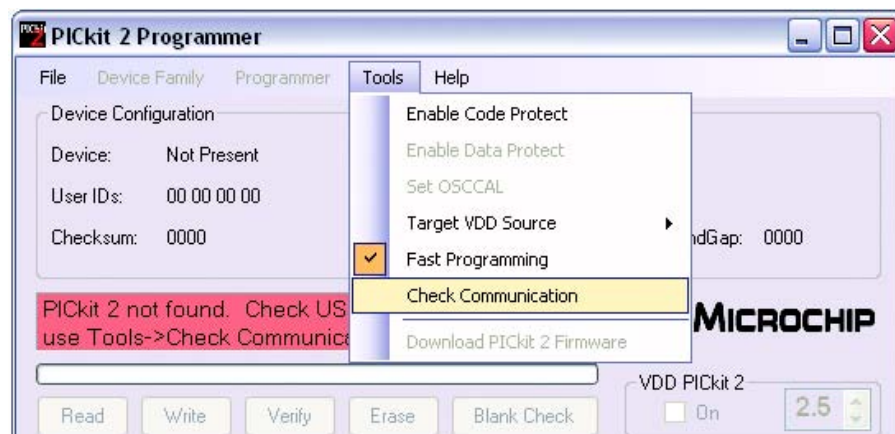 PICkit 2 Programmer
File Device Family Programmer Tools Help
Device Configuration
Device: Not Present
User IDs: 00 00 00 00
Checksum: 0000
Enable Code Protect
Enable Data Protect
Set OSCCAL
Target VDD Source
Fast Programming
Check Communication
Download PICkit 2 Firmware
ndGap: 0000
PICkit 2 not found. Check US
use Tools->Check Communic
MICROCHIP
VDD PICkit 2
On 2.5
Read Write Verify Erase Blank Check